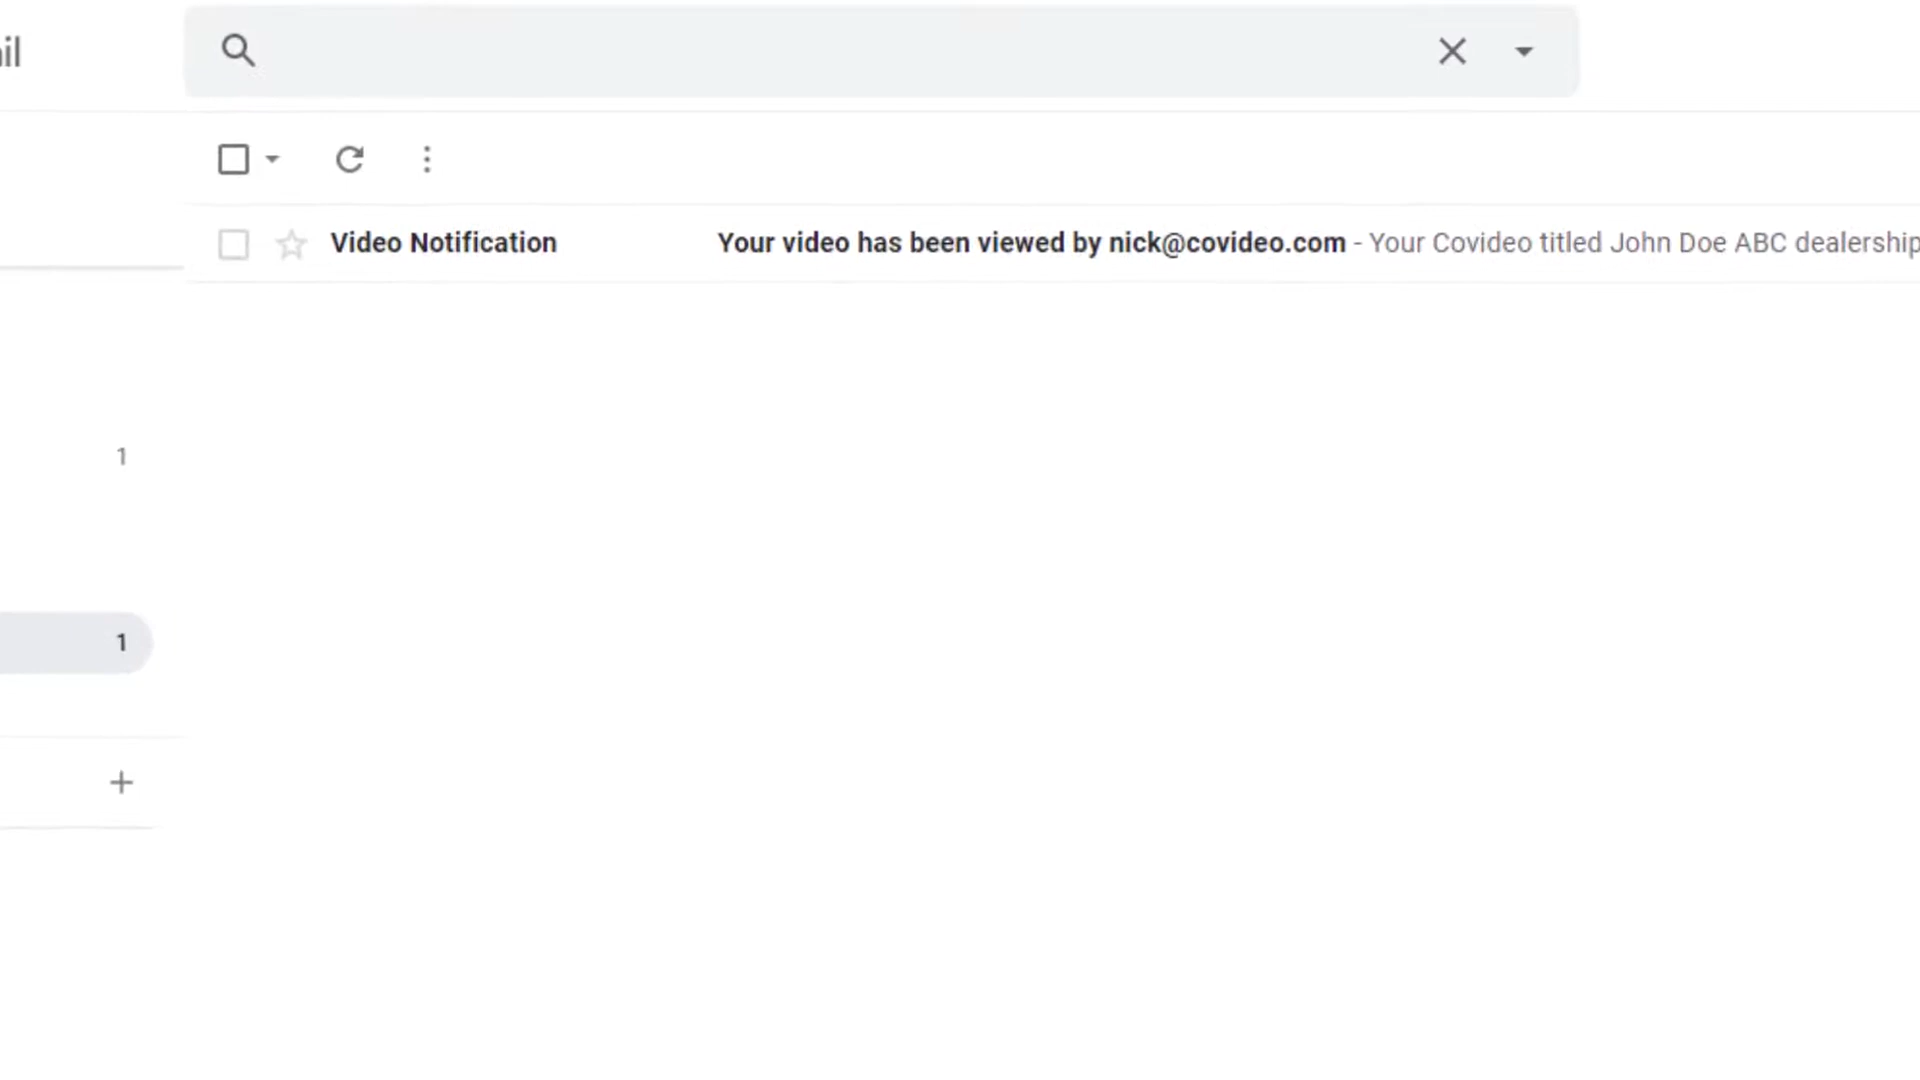 il
Video Notification Your video has been viewed by nick@covideo.com - Your Covideo titled John Doe ABC dealership
1
1